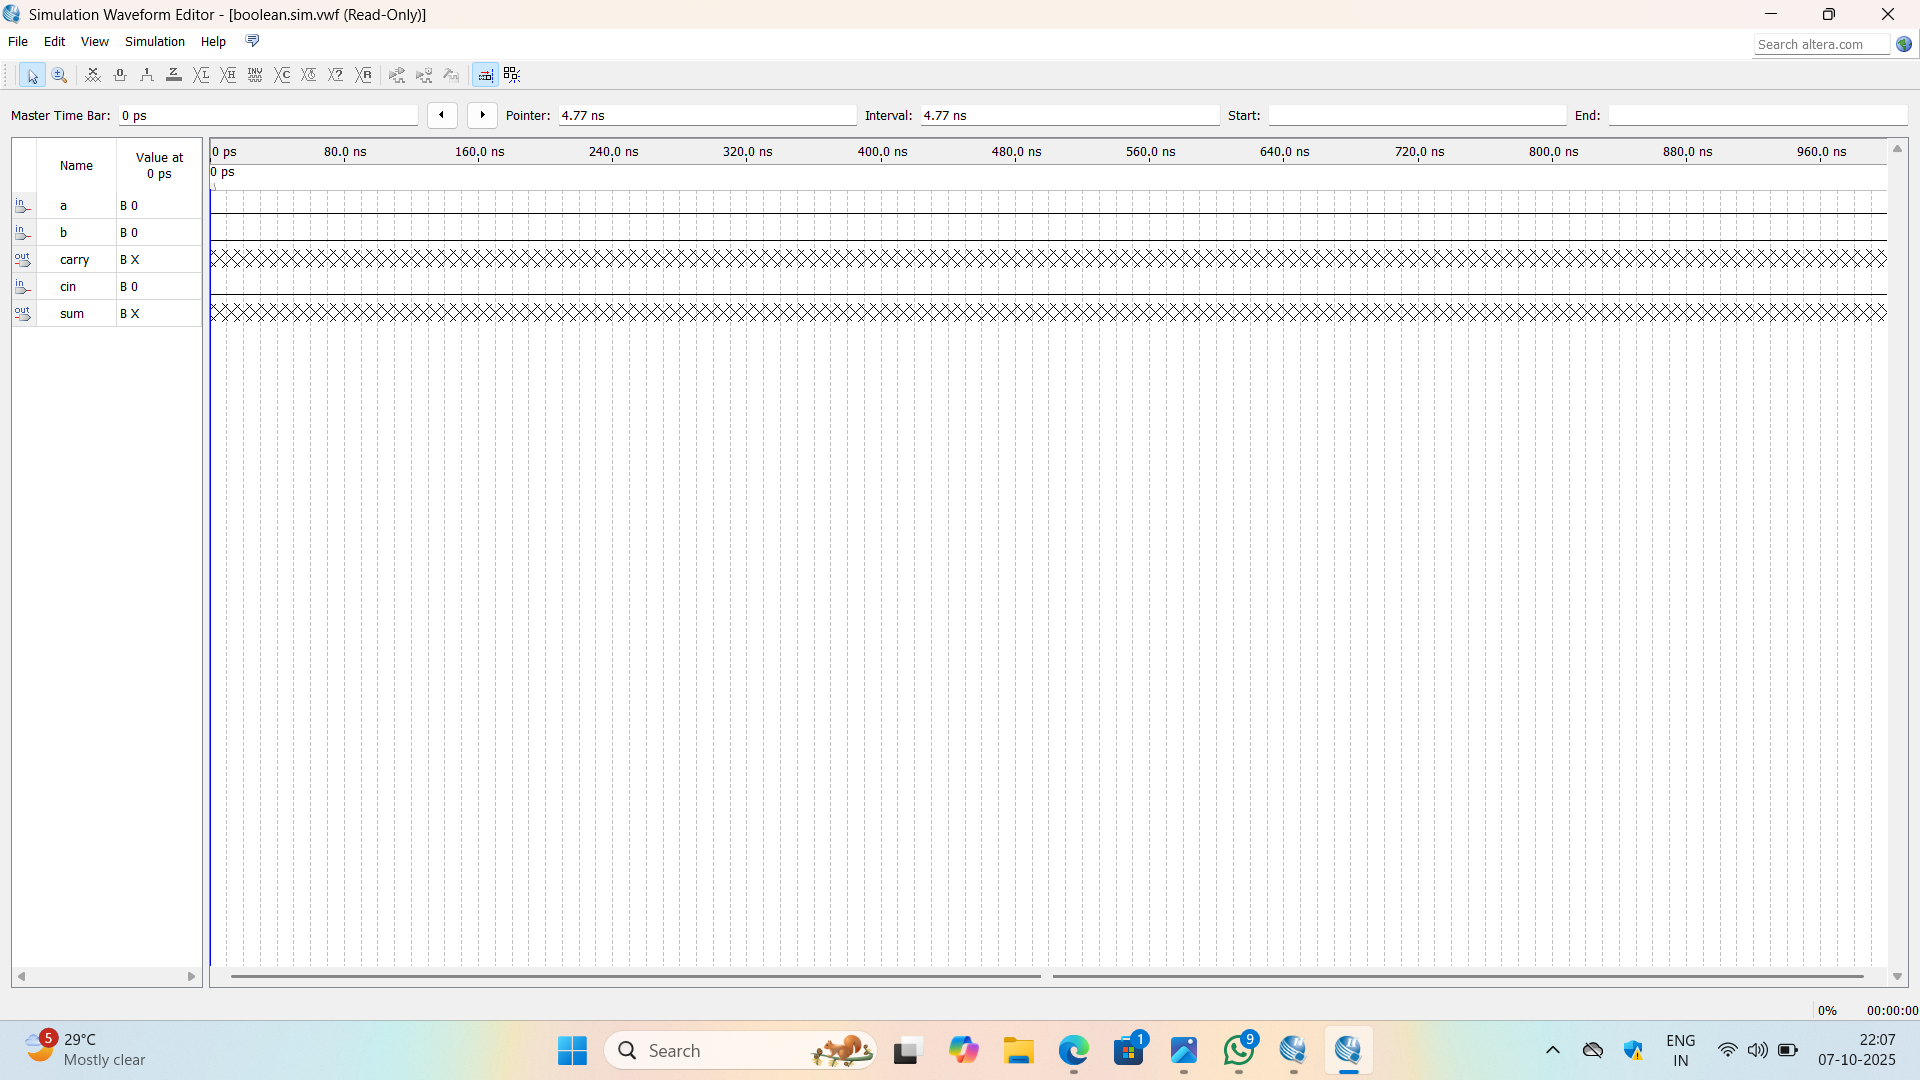 Simulation Waveform Editor - [boolean.sim.vwf (Read-Only)]
File Edit View Simulation Help
Search altera.com
Master Time Bar: 0 ps Pointer: 4.77 ns Interval: 4.77 ns Start: End:
Name Value at 0 ps
0 ps 80.0 ns 160.0 ns 240.0 ns 320.0 ns 400.0 ns 480.0 ns 560.0 ns 640.0 ns 720.0 ns 800.0 ns 880.0 ns 960.0 ns
0 ps
in a B 0
in b B 0
out carry B X
in cin B 0
out sum B X
0% 00:00:00
5 29°C
Mostly clear
Search
1
9
ENG
IN
22:07
07-10-2025